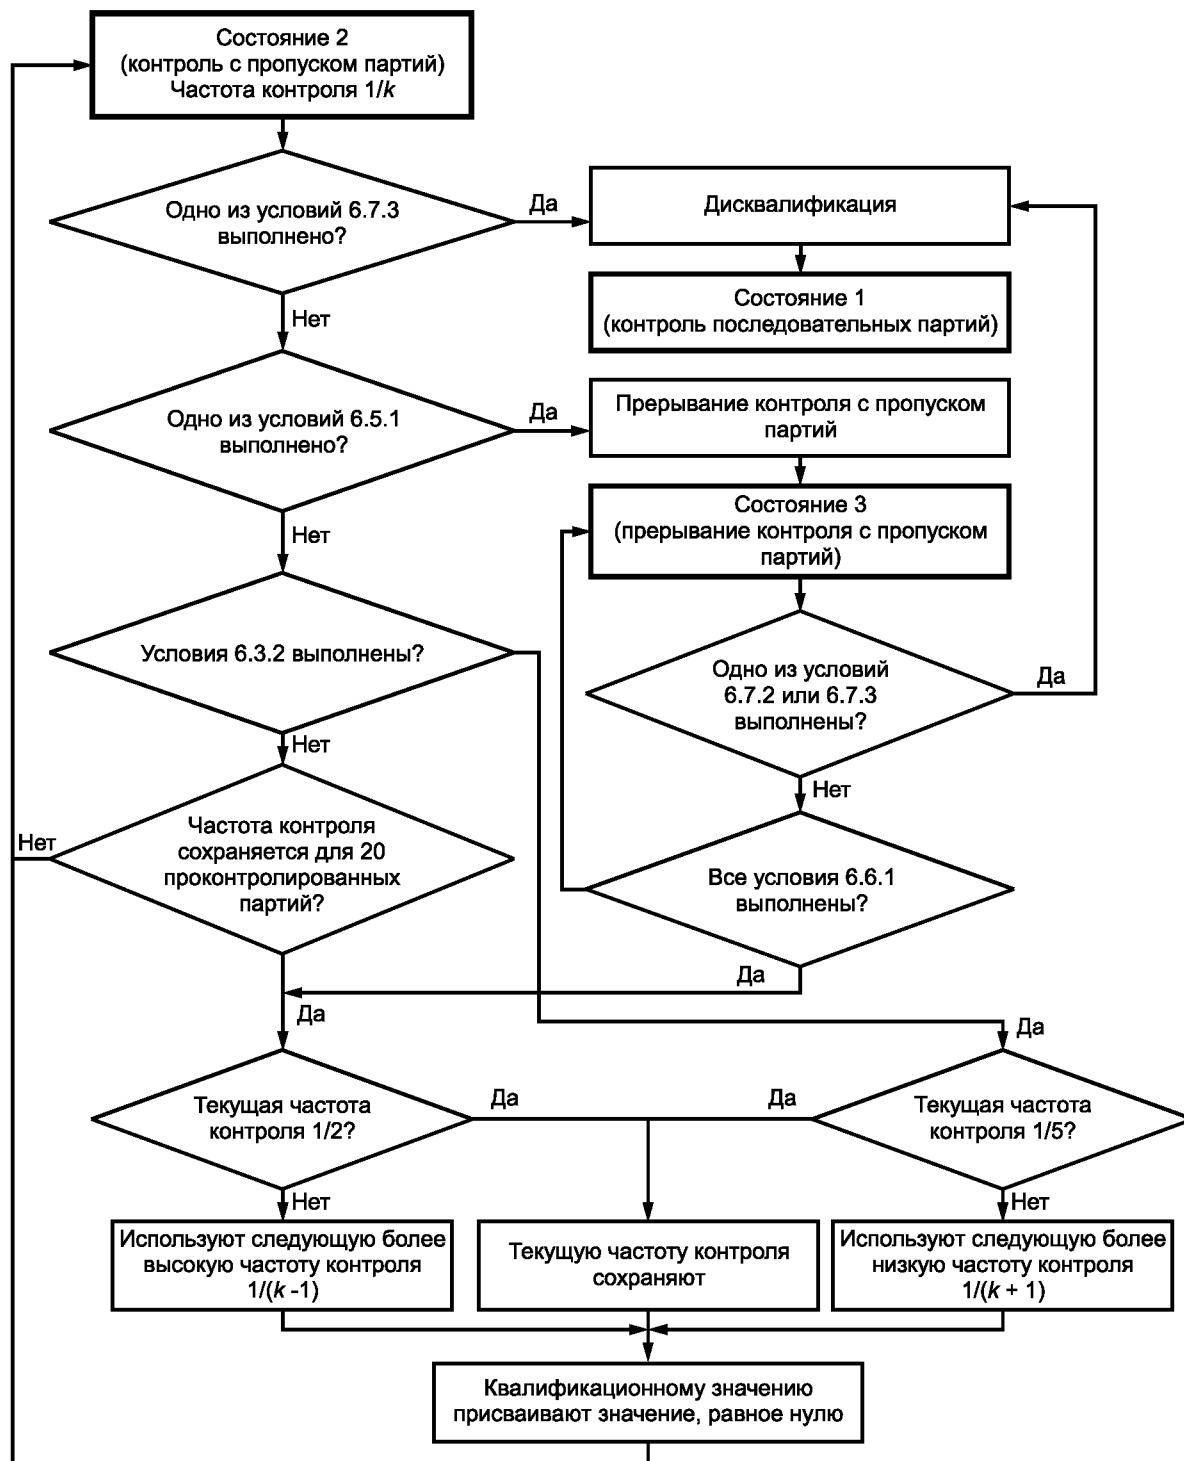 Состояние 2
(контроль с пропуском партий)
Частота контроля 1/k
Одно из условий 6.7.3
выполнено?
Да
Дисквалификация
Нет
Состояние 1
(контроль последовательных партий)
Одно из условий 6.5.1
выполнено?
Да
Прерывание контроля с пропуском
партий
Нет
Состояние 3
(прерывание контроля с пропуском
партий)
Условия 6.3.2 выполнены?
Одно из условий
6.7.2 или 6.7.3
выполнены?
Да
Нет
Нет
Частота контроля
сохраняется для 20
проконтролированных
партий?
Нет
Все условия 6.6.1
выполнены?
Да
Да
Да
Текущая частота
контроля 1/2?
Да
Да
Текущая частота
контроля 1/5?
Нет
Нет
Используют следующую более
высокую частоту контроля
1/(k -1)
Текущую частоту контроля
сохраняют
Используют следующую более
низкую частоту контроля
1/(k + 1)
Квалификационному значению
присваивают значение, равное нулю